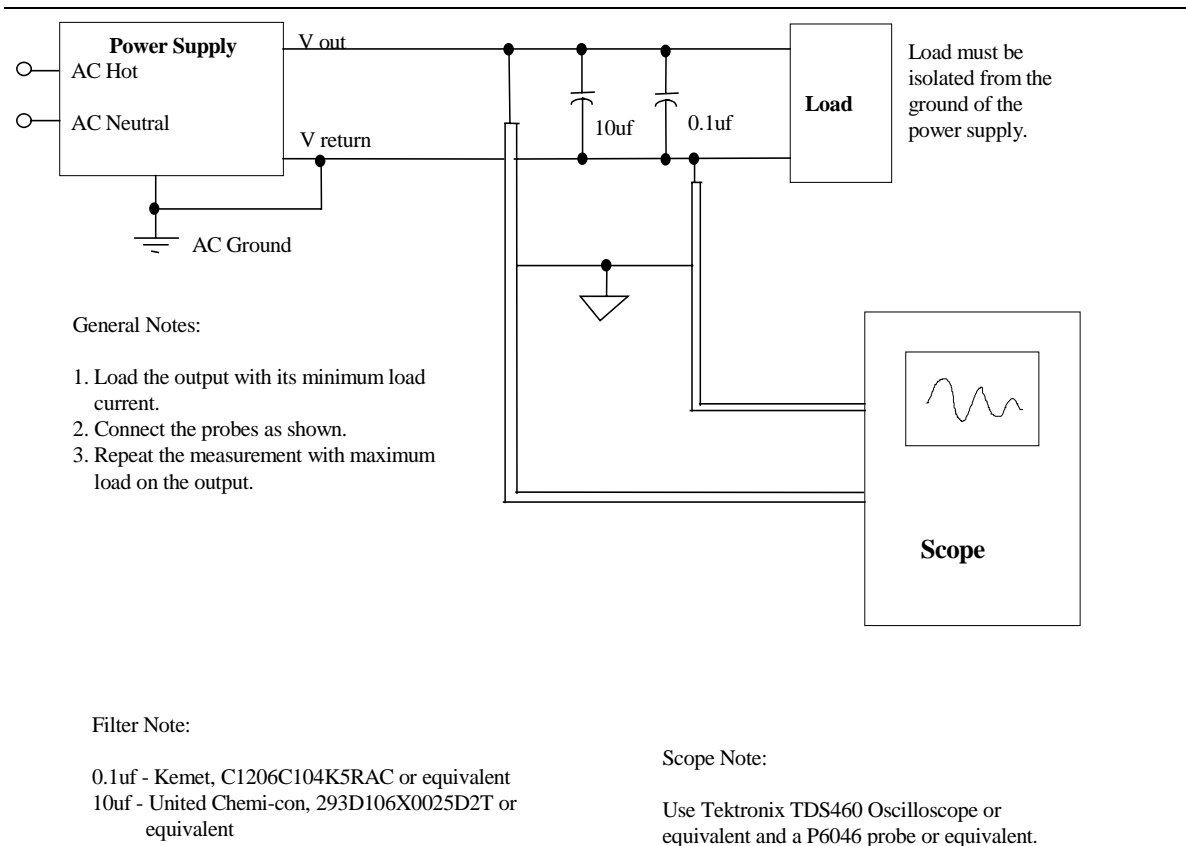 Power Supply
V out
AC Hot
AC Neutral
V return
AC Ground
10uf
0.1uf
Load
Load must be
isolated from the
ground of the
power supply.
General Notes:
1. Load the output with its minimum load
current.
2. Connect the probes as shown.
3. Repeat the measurement with maximum
load on the output.
Scope
Filter Note:
0.1uf - Kemet, C1206C104K5RAC or equivalent
10uf - United Chemi-con, 293D106X0025D2T or
equivalent
Scope Note:
Use Tektronix TDS460 Oscilloscope or
equivalent and a P6046 probe or equivalent.